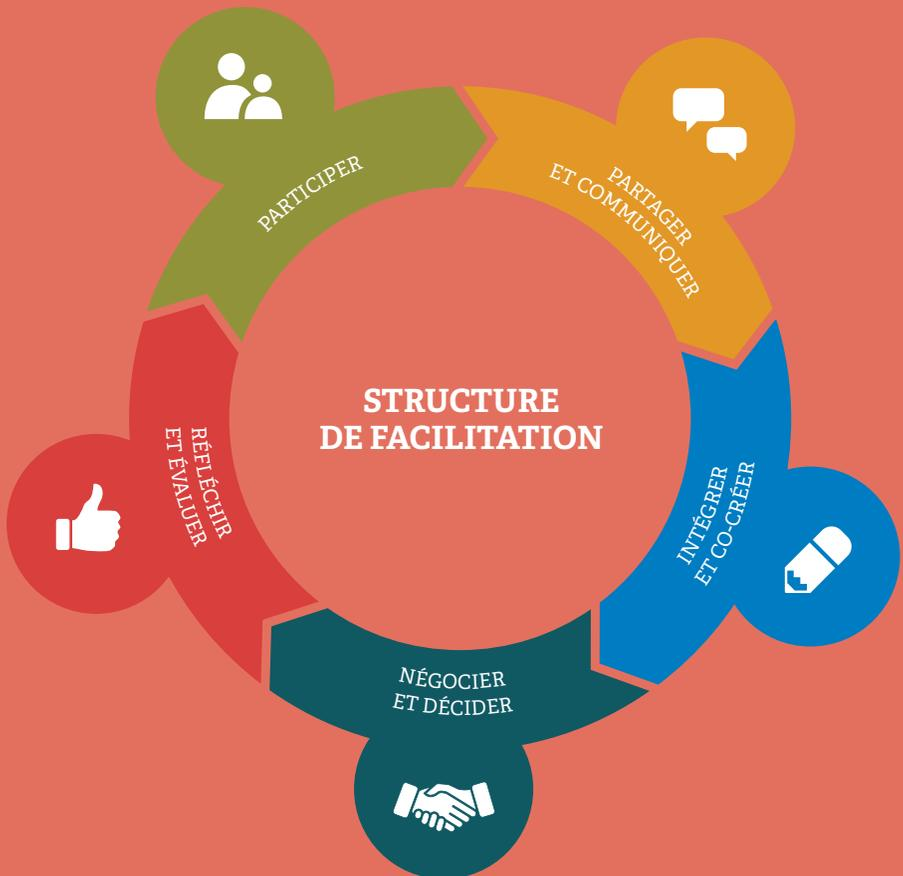 PARTICIPER
PARTAGER
ET COMMUNIQUER
STRUCTURE
DE FACILITATION
INTÉGRER
ET CO-CRÉER
RÉFLÉCHIR
ET ÉVALUER
NÉGOCIER
ET DÉCIDER